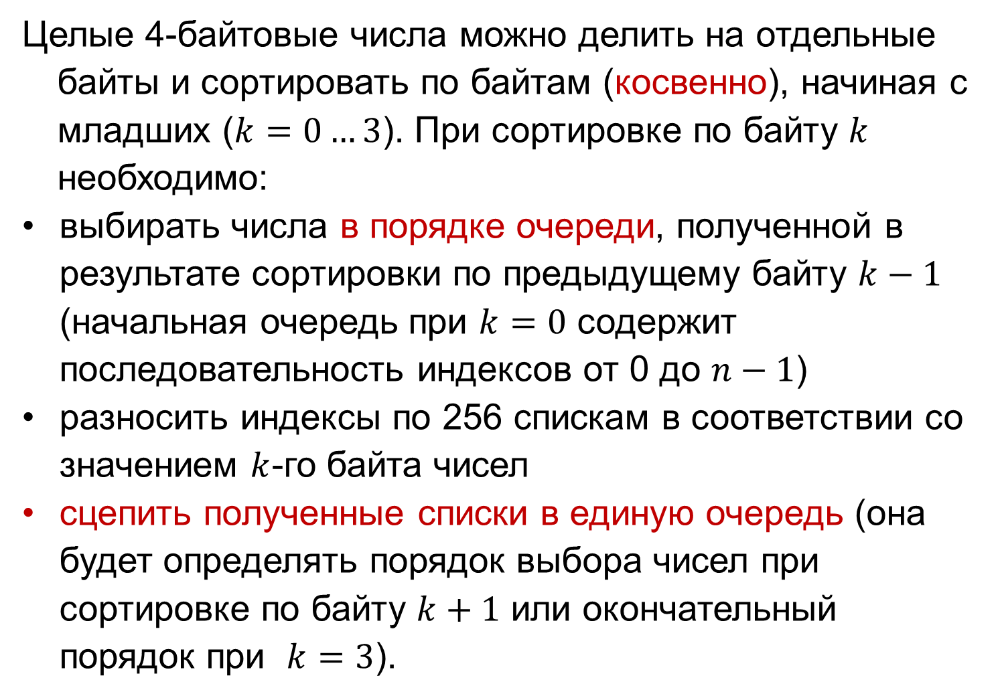 Целые 4-байтовые числа можно делить на отдельные
байты и сортировать по байтам (косвенно), начиная с
младших (k = 0 … 3). При сортировке по байту k
необходимо:
• выбирать числа в порядке очереди, полученной в
результате сортировки по предыдущему байту k − 1
(начальная очередь при k = 0 содержит
последовательность индексов от 0 до n − 1)
• разносить индексы по 256 спискам в соответствии со
значением k-го байта чисел
• сцепить полученные списки в единую очередь (она
будет определять порядок выбора чисел при
сортировке по байту k + 1 или окончательный
порядок при k = 3).